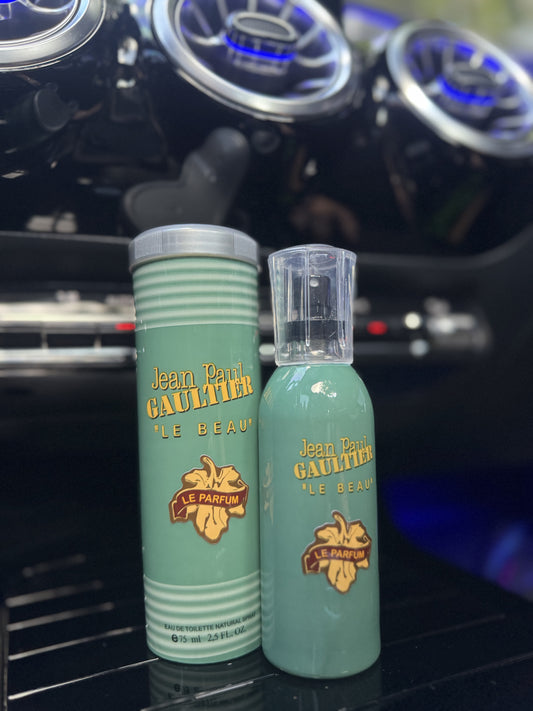 Jean Paul
GAULTIER
"LE BEAU"
LE PARFUM
EAU DE TOILETTE NATURAL SPRAY
e75 ml 2,5 FL. OZ.
Jean Paul
GAULTIER
"LE BEAU"
LE PARFUM